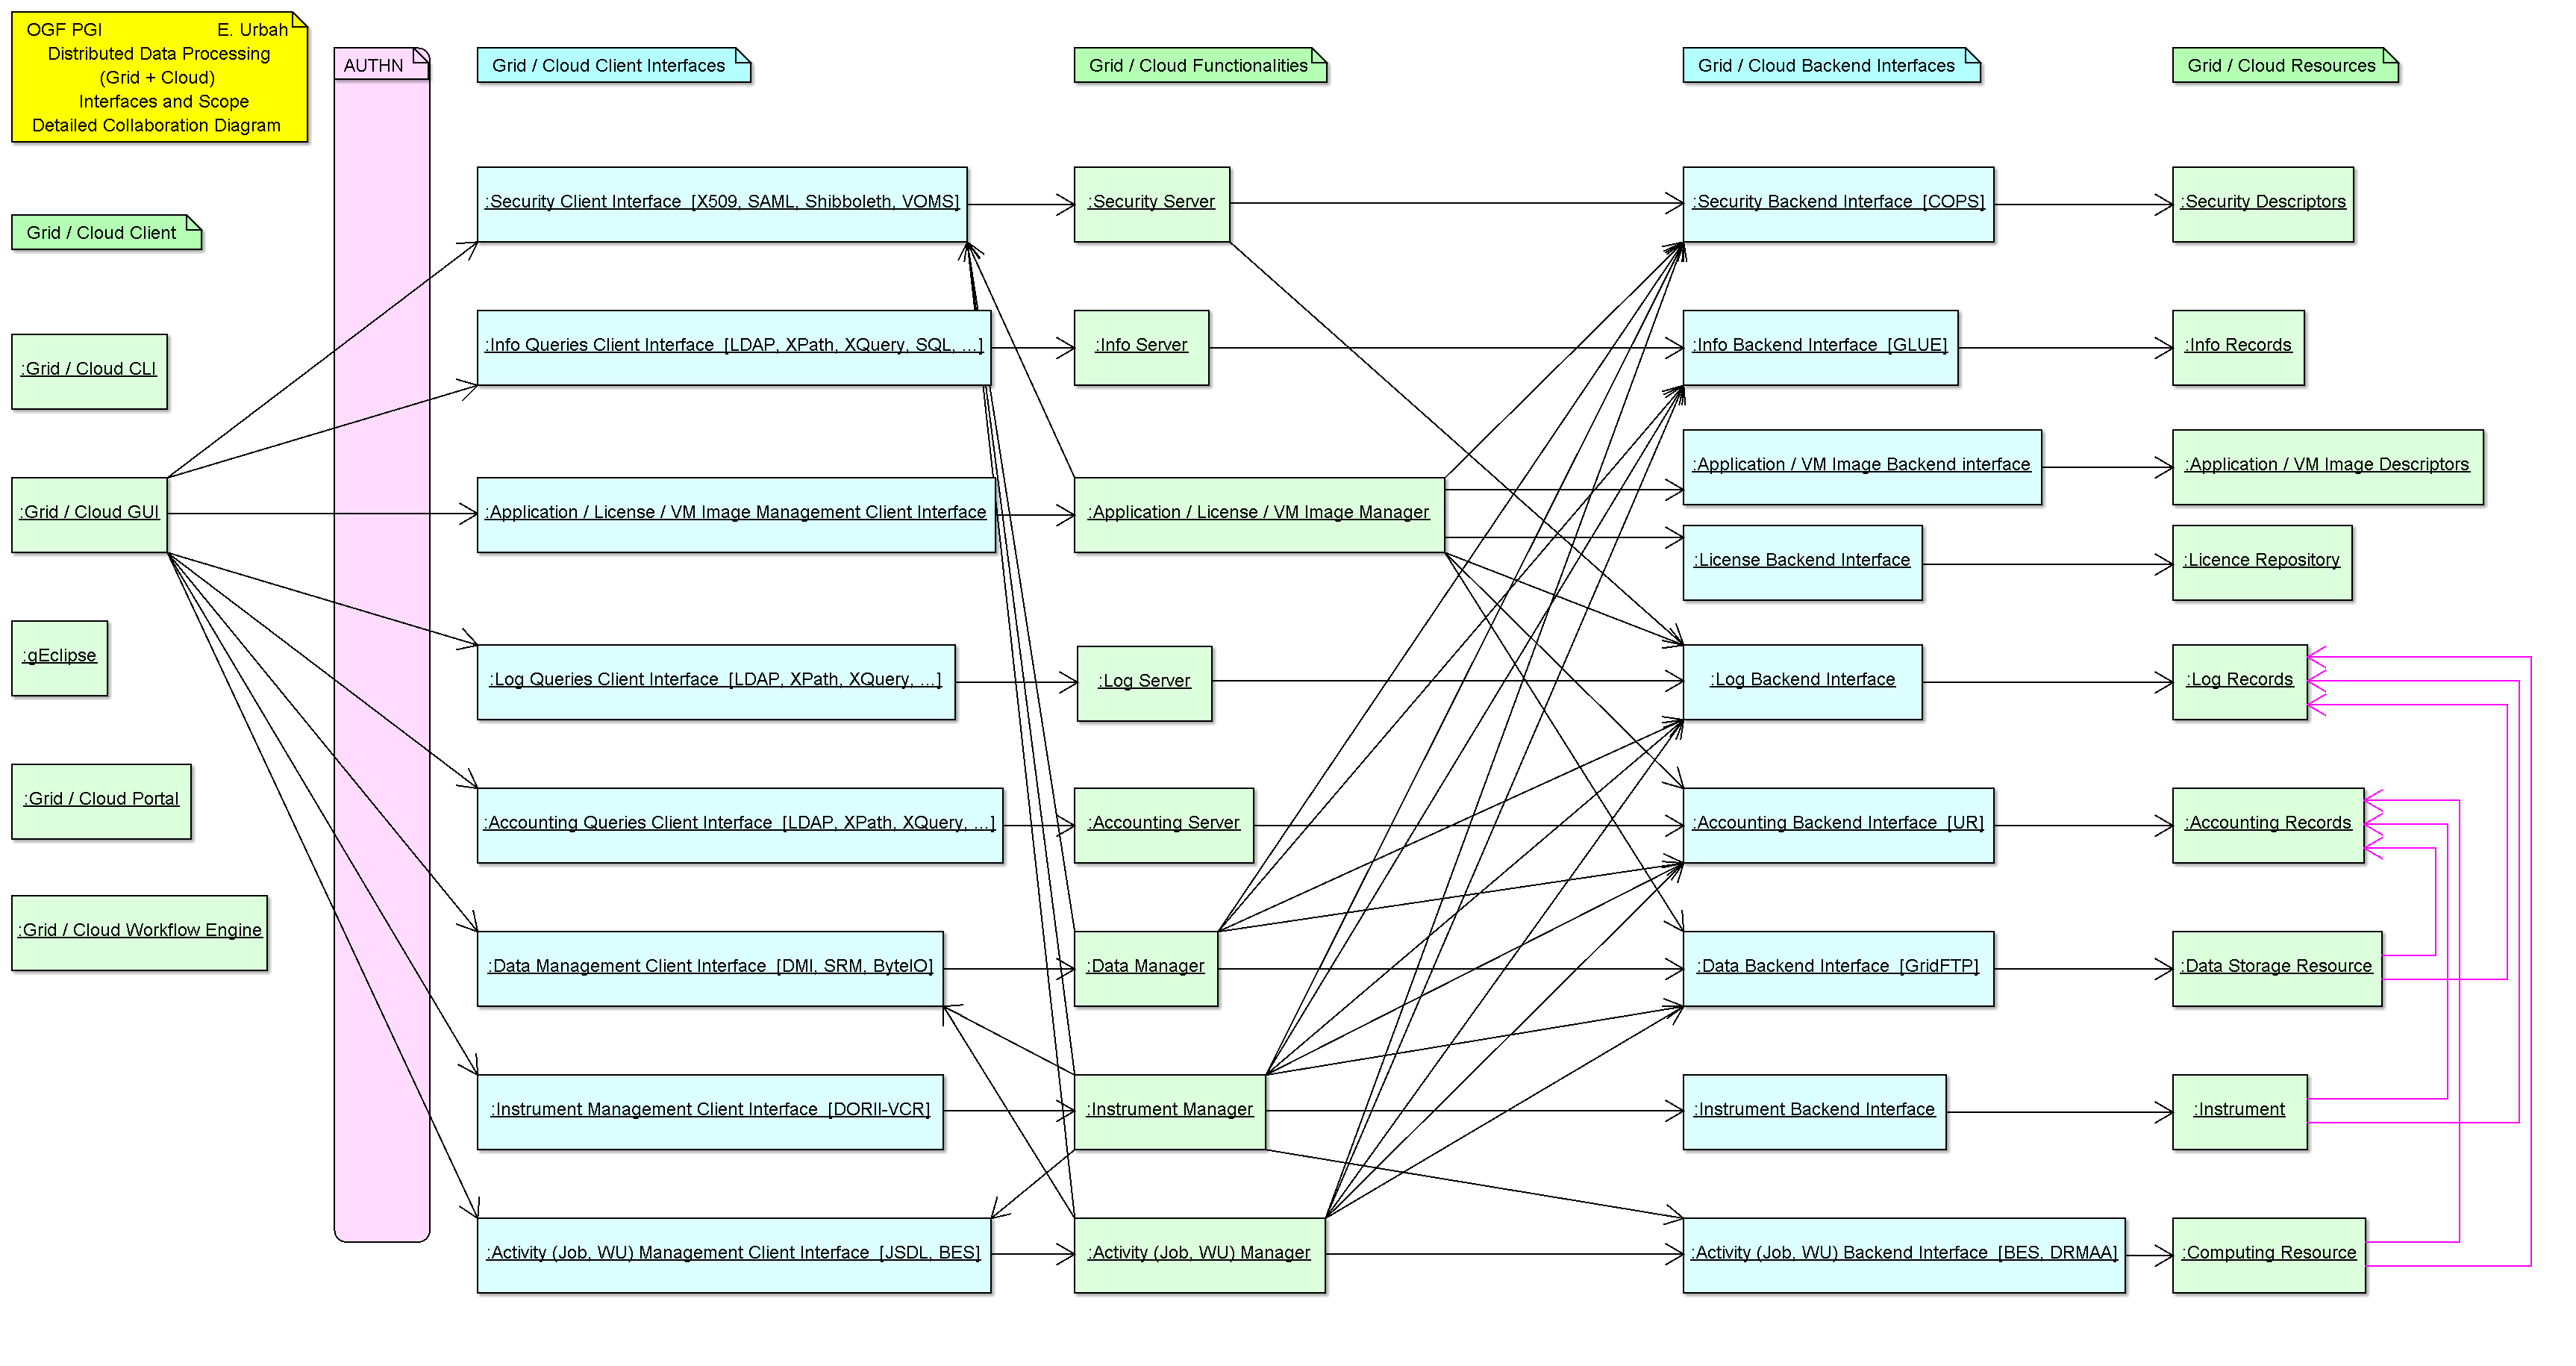 OGF PGI E. Urbah
Distributed Data Processing
(Grid + Cloud)
Interfaces and Scope
Detailed Collaboration Diagram
AUTHN
Grid / Cloud Client Interfaces
Grid / Cloud Functionalities
Grid / Cloud Backend Interfaces
Grid / Cloud Resources
Grid / Cloud Client
:Grid / Cloud CLI
:Grid / Cloud GUI
:gEclipse
:Grid / Cloud Portal
:Grid / Cloud Workflow Engine
:Security Client Interface [X509, SAML, Shibboleth, VOMS]
:Security Server
:Security Backend Interface [COPS]
:Security Descriptors
:Info Queries Client Interface [LDAP, XPath, XQuery, SQL, ...]
:Info Server
:Info Backend Interface [GLUE]
:Info Records
:Application / VM Image Backend interface
:Application / VM Image Descriptors
:Application / License / VM Image Management Client Interface
:Application / License / VM Image Manager
:License Backend Interface
:Licence Repository
:Log Queries Client Interface [LDAP, XPath, XQuery, ...]
:Log Server
:Log Backend Interface
:Log Records
:Accounting Queries Client Interface [LDAP, XPath, XQuery, ...]
:Accounting Server
:Accounting Backend Interface [UR]
:Accounting Records
:Data Management Client Interface [DMI, SRM, ByteIO]
:Data Manager
:Data Backend Interface [GridFTP]
:Data Storage Resource
:Instrument Management Client Interface [DORII-VCR]
:Instrument Manager
:Instrument Backend Interface
:Instrument
:Activity (Job, WU) Management Client Interface [JSDL, BES]
:Activity (Job, WU) Manager
:Activity (Job, WU) Backend Interface [BES, DRMAA]
:Computing Resource